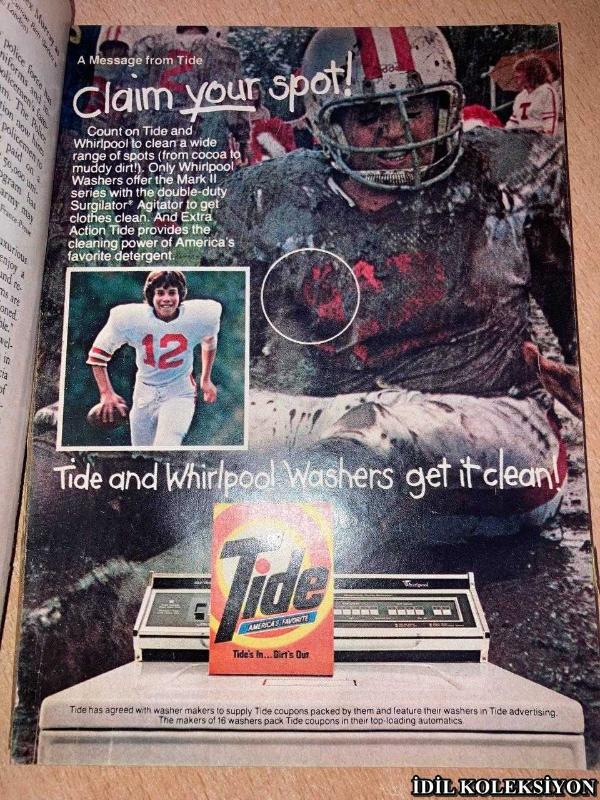 police force, bu
A Message from Tide
Claim your spot!
Count on Tide and
Whirlpool to clean a wide
range of spots (from cocoa to
muddy dirt!). Only Whirlpool
Washers offer the Mark II
series with the double-duty
Surgilator® Agitator to get
clothes clean. And Extra
Action Tide provides the
cleaning power of America's
favorite detergent.
12
Tide and Whirlpool Washers get it clean!
Whirlpool
Tide
AMERICA'S FAVORITE
Tide's In...Dirt's Out.
Tide has agreed with washer makers to supply Tide coupons packed by them and feature their washers in Tide advertising.
The makers of 16 washers pack Tide coupons in their top-loading automatics.
İDİL KOLEKSİYON